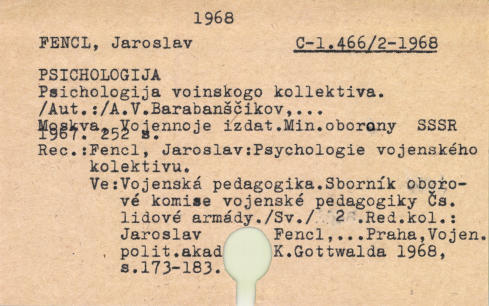 1968
FENCL, Jaroslav C-1.466/2-1968
PSICHOLOGIJA
Psichologija voinskogo kollektiva.
/Aut.:/A.V.Barabanščikov,...
Moskva, Vojennoje izdat.Min.oborony SSSR
1967. 252 s.
Rec.:Fencl, Jaroslav:Psychologie vojenského
kolektivu.
Ve:Vojenská pedagogika.Sborník oboro-
vé komise vojenské pedagogiky Čs.
lidové armády./Sv./ 2 .Red.kol.:
Jaroslav Fencl,...Praha,Vojen.
polit.akad K.Gottwalda 1968,
s.173-183.